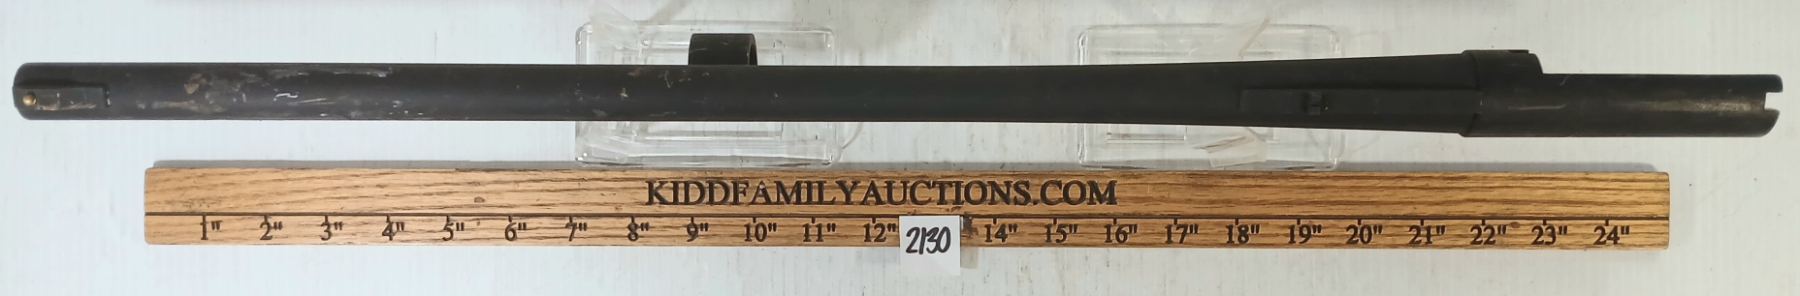 KIDDFAMILYAUCTIONS.COM
1" 2" 3" 4" 5" 6" 7" 8" 9" 10" 11" 12" 14" 15" 16" 17" 18" 19" 20" 21" 22" 23" 24"
2130